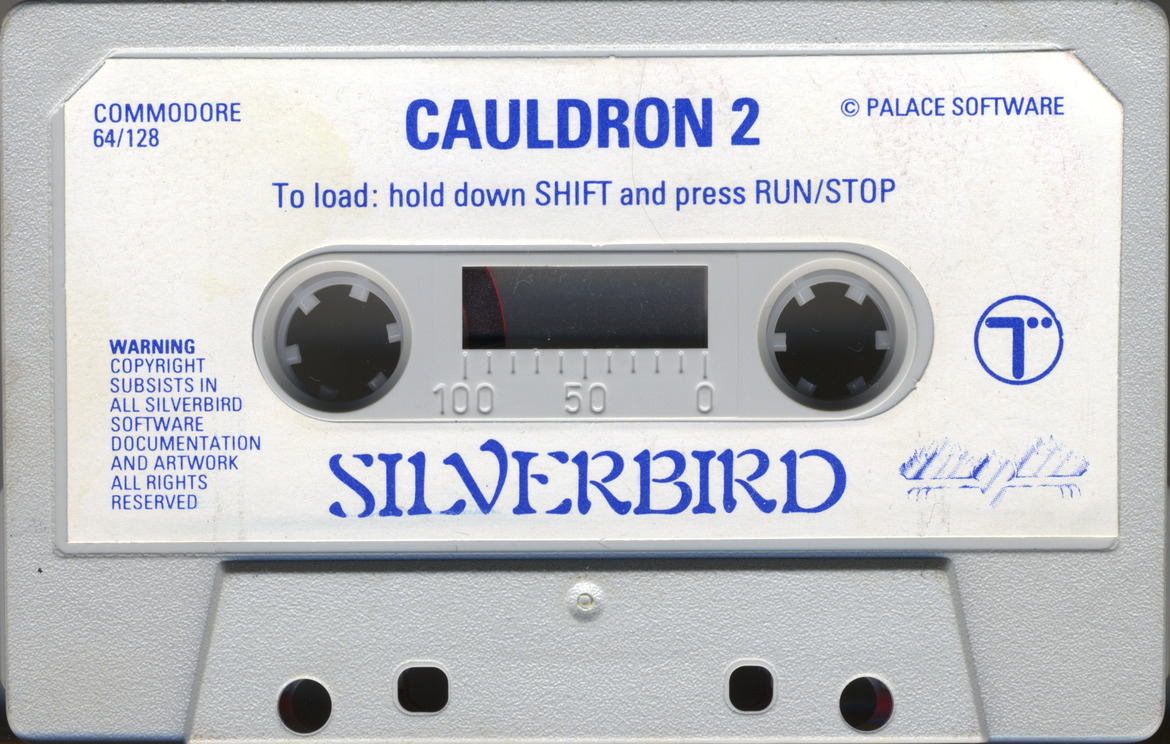 COMMODORE
64/128
CAULDRON 2
© PALACE SOFTWARE
To load: hold down SHIFT and press RUN/STOP
100 50 0
WARNING
COPYRIGHT
SUBSISTS IN
ALL SILVERBIRD
SOFTWARE
DOCUMENTATION
AND ARTWORK
ALL RIGHTS
RESERVED
SILVERBIRD
T